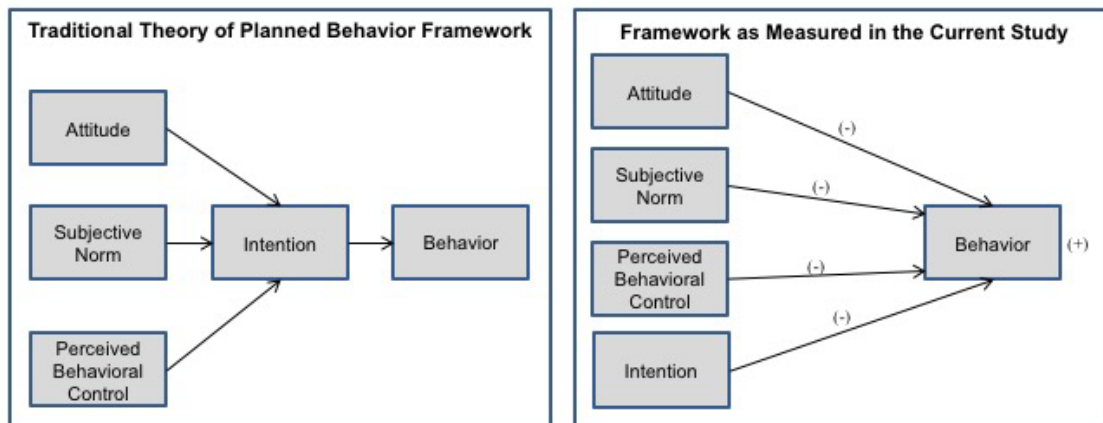 Traditional Theory of Planned Behavior Framework
Attitude
Subjective
Norm
Intention
Behavior
Perceived
Behavioral
Control
Framework as Measured in the Current Study
Attitude
(-)
Subjective
Norm
(-)
Behavior
(+)
Perceived
Behavioral
Control
(-)
(-)
Intention